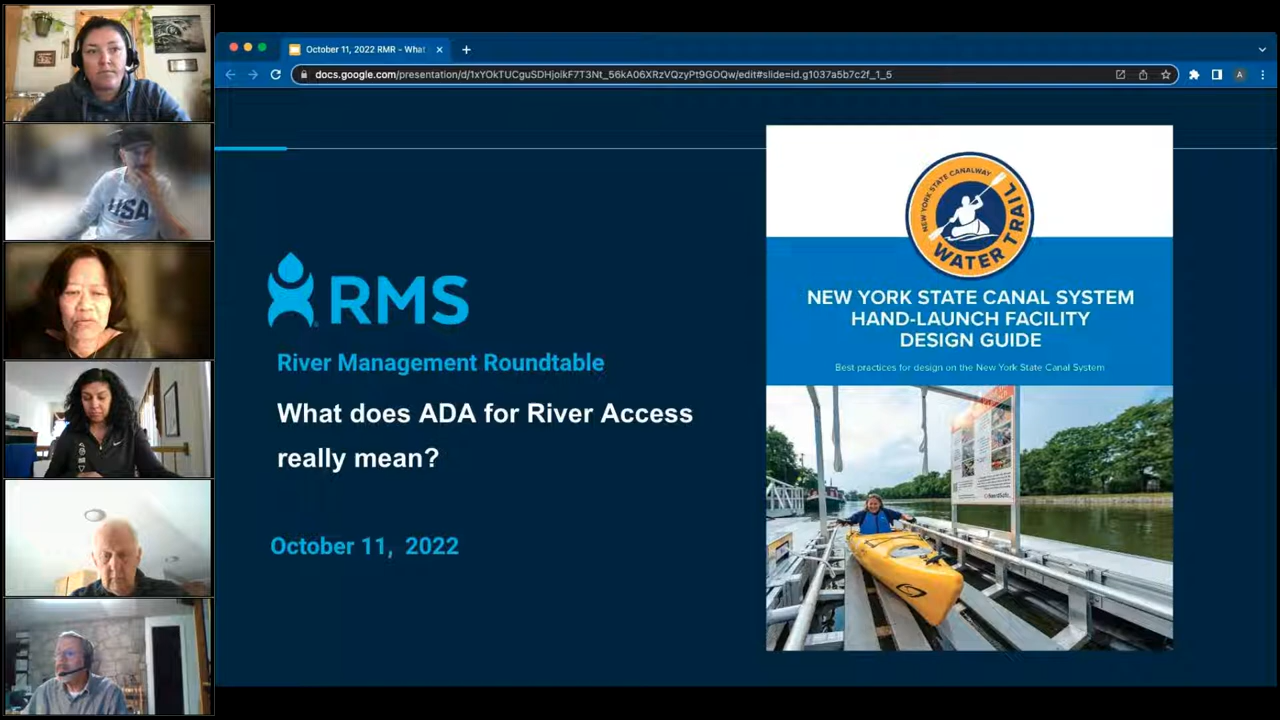 October 11, 2022 RMR - What
docs.google.com/presentation/d/1xYOkTUCguSDHjoikF7T3Nt_56kA06XRzVQzyPt9GOQw/edit#slide=id.g1037a5b7c2f_1_5
A
RMS
River Management Roundtable
What does ADA for River Access
really mean?
October 11, 2022
NEW YORK STATE CANALWAY
WATER TRAIL
NEW YORK STATE CANAL SYSTEM
HAND-LAUNCH FACILITY
DESIGN GUIDE
Best practices for design on the New York State Canal System
USA